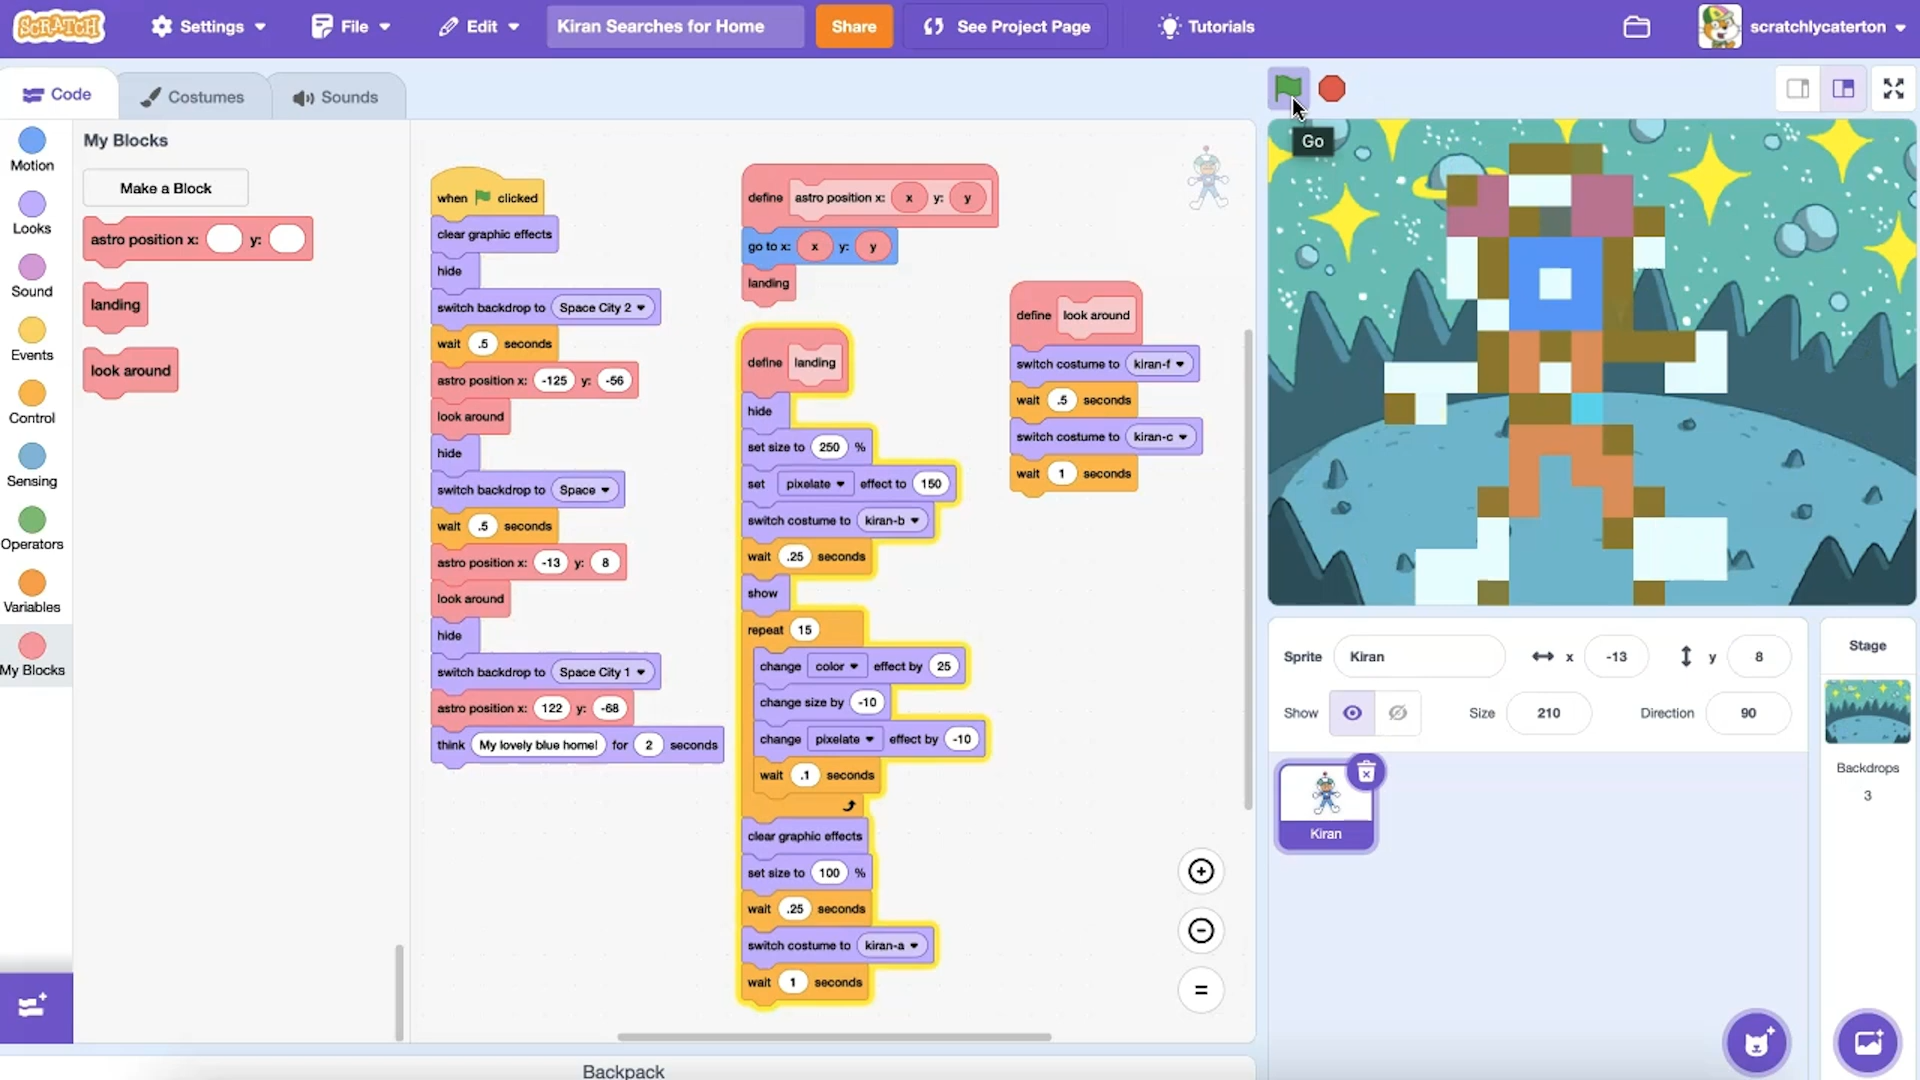 SCRATCH Settings File Edit Kiran Searches for Home Share See Project Page Tutorials scratchlycaterton
Code Costumes Sounds
Go
Motion
Looks
Sound
Events
Control
Sensing
Operators
Variables
My Blocks
My Blocks
Make a Block
astro position x: y:
landing
look around
when clicked
clear graphic effects
hide
switch backdrop to Space City 2
wait .5 seconds
astro position x: -125 y: -56
look around
hide
switch backdrop to Space
wait .5 seconds
astro position x: -13 y: 8
look around
hide
switch backdrop to Space City 1
astro position x: 122 y: -68
think My lovely blue home! for 2 seconds
define astro position x: x y: y
go to x: x y: y
landing
define landing
hide
set size to 250 %
set pixelate effect to 150
switch costume to kiran-b
wait .25 seconds
show
repeat 15
change color effect by 25
change size by -10
change pixelate effect by -10
wait .1 seconds
clear graphic effects
set size to 100 %
wait .25 seconds
switch costume to kiran-a
wait 1 seconds
define look around
switch costume to kiran-f
wait .5 seconds
switch costume to kiran-c
wait 1 seconds
Sprite Kiran x -13 y 8
Show Size 210 Direction 90
Kiran
Stage
Backdrops
3
Backpack